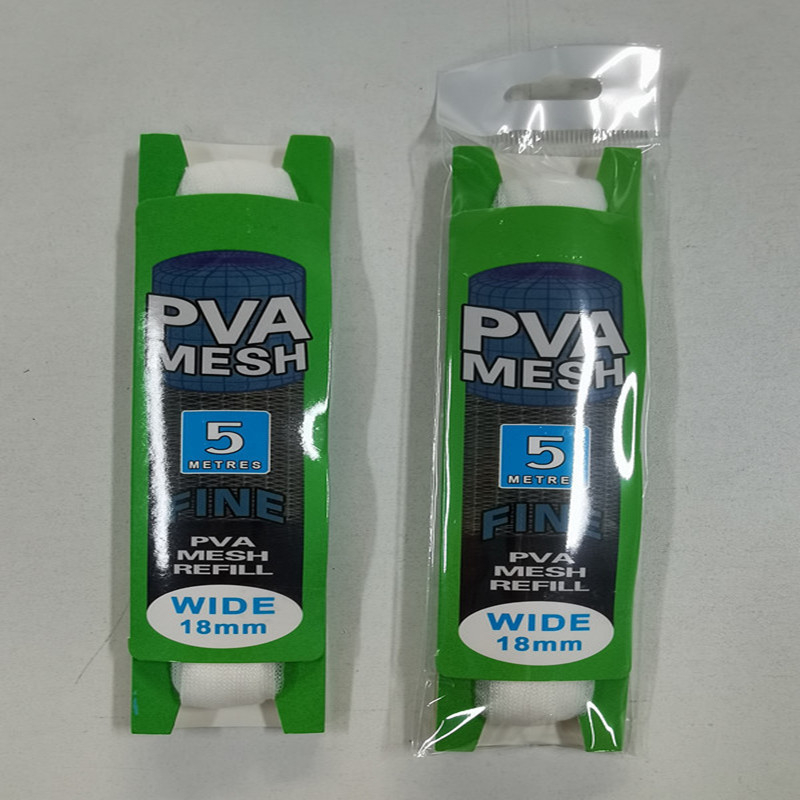 PVA
MESH
5
METRES
FINE
PVA
MESH
REFILL
WIDE
18mm
PVA
MESH
5
METRE
FINE
PVA
MESH
REFILL
WIDE
18mm